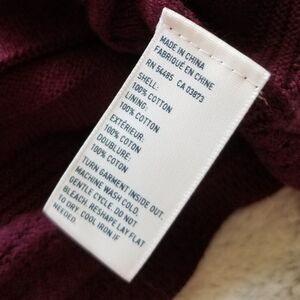 MADE IN CHINA
FABRIQUÉ EN CHINE
RN 54485 CA 03873
SHELL:
100% COTTON
LINING:
100% COTTON
EXTÉRIEUR:
100% COTON
DOUBLURE:
100% COTON
TURN GARMENT INSIDE OUT.
MACHINE WASH COLD,
GENTLE CYCLE. DO NOT
BLEACH. RESHAPE LAY FLAT
TO DRY. COOL IRON IF
NEEDED.